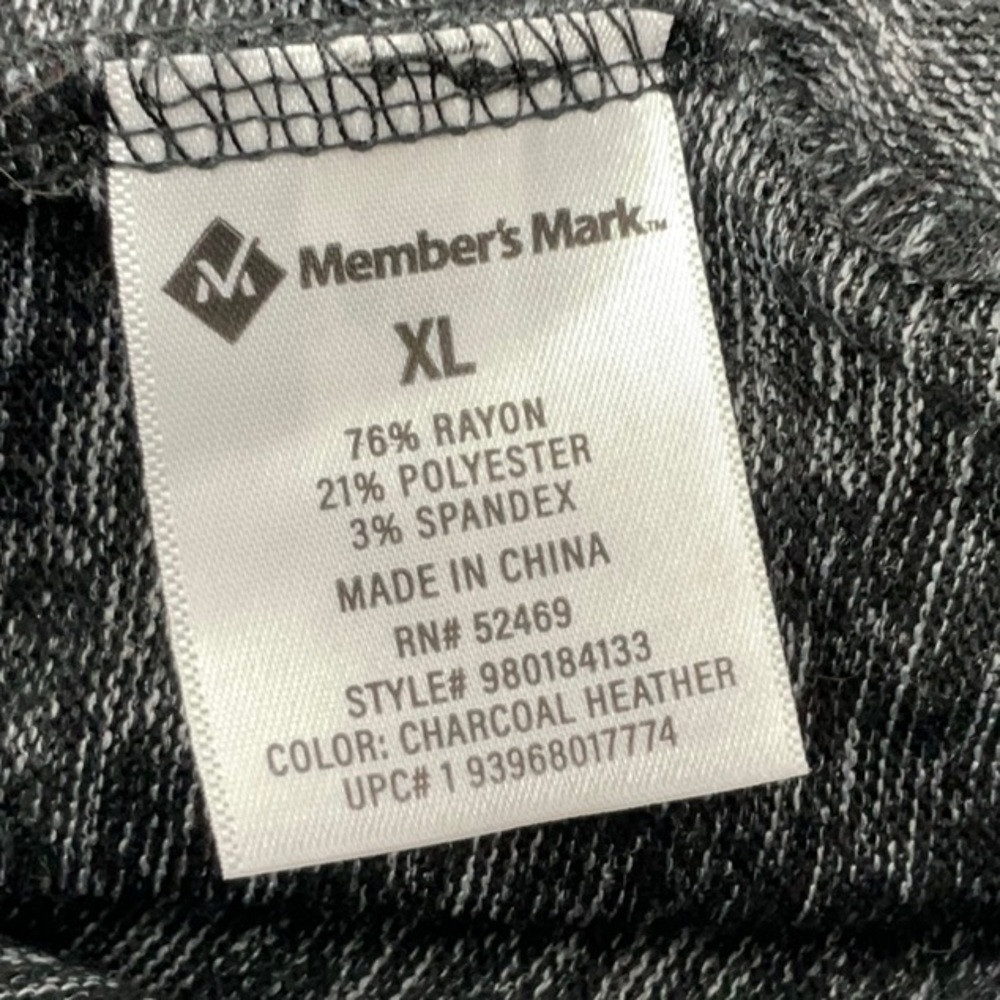 Member's Mark™
XL
76% RAYON
21% POLYESTER
3% SPANDEX
MADE IN CHINA
RN# 52469
STYLE# 980184133
COLOR: CHARCOAL HEATHER
UPC# 1 93968017774